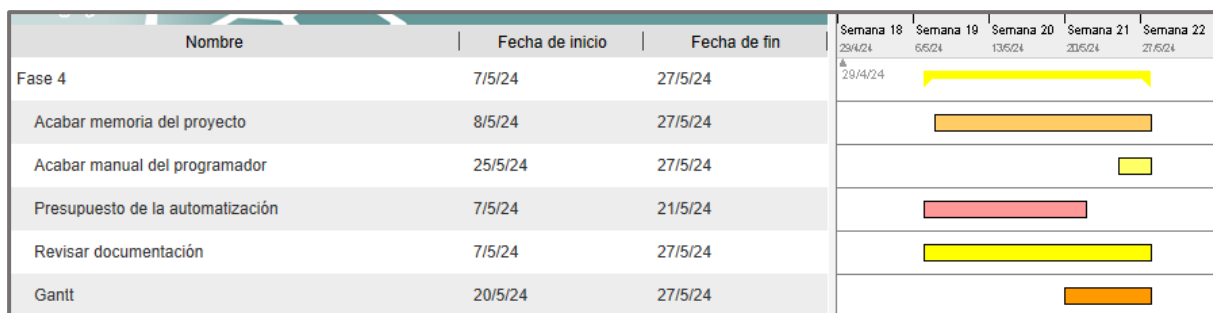 Nombre Fecha de inicio Fecha de fin
Semana 18 Semana 19 Semana 20 Semana 21 Semana 22
29/4/24 6/5/24 13/5/24 20/5/24 27/5/24
29/4/24
Fase 4 7/5/24 27/5/24
Acabar memoria del proyecto 8/5/24 27/5/24
Acabar manual del programador 25/5/24 27/5/24
Presupuesto de la automatización 7/5/24 21/5/24
Revisar documentación 7/5/24 27/5/24
Gantt 20/5/24 27/5/24